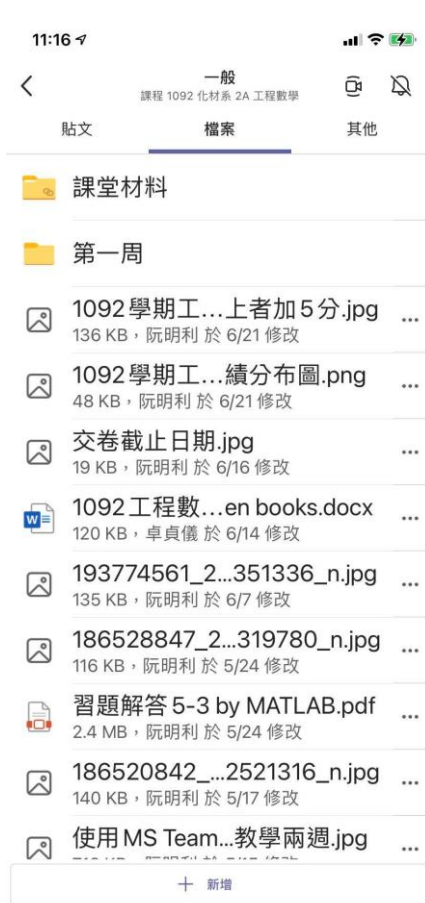 11:16
一般
課程 1092 化材系 2A 工程數學
貼文 檔案 其他
課堂材料
第一周
1092學期工...上者加5分.jpg
136 KB，阮明利 於 6/21 修改
1092學期工...績分布圖.png
48 KB，阮明利 於 6/21 修改
交卷截止日期.jpg
19 KB，阮明利 於 6/16 修改
1092工程數...en books.docx
120 KB，卓貞儀 於 6/14 修改
193774561_2...351336_n.jpg
135 KB，阮明利 於 6/7 修改
186528847_2...319780_n.jpg
116 KB，阮明利 於 5/24 修改
習題解答 5-3 by MATLAB.pdf
2.4 MB，阮明利 於 5/24 修改
186520842_...2521316_n.jpg
140 KB，阮明利 於 5/17 修改
使用MS Team...教學兩週.jpg
新增